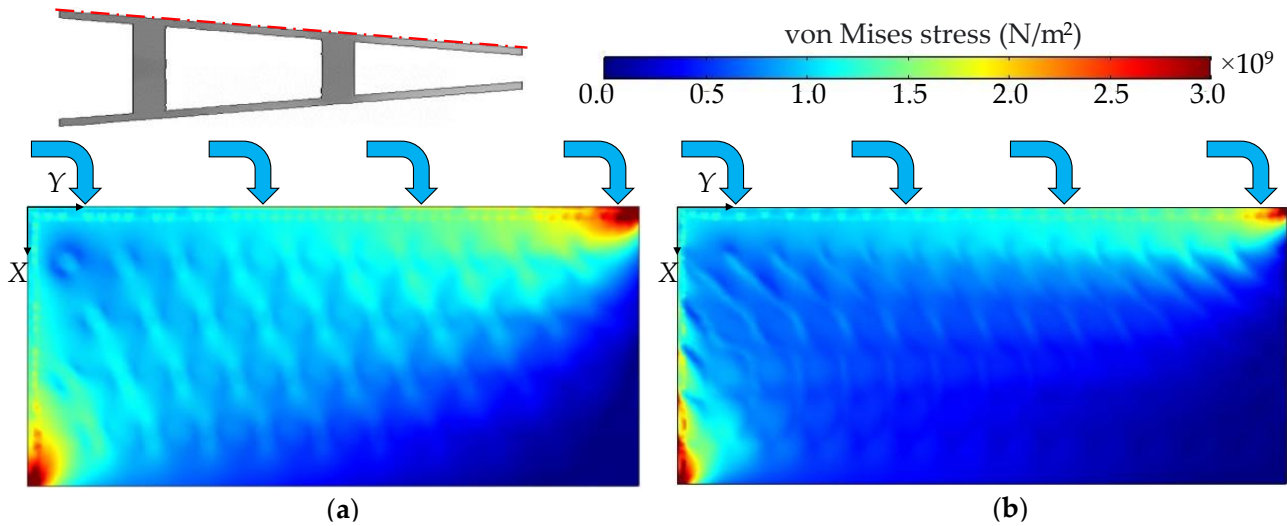 von Mises stress (N/m²)
×10⁹
0.0 0.5 1.0 1.5 2.0 2.5 3.0
Y Y
X X
(a) (b)